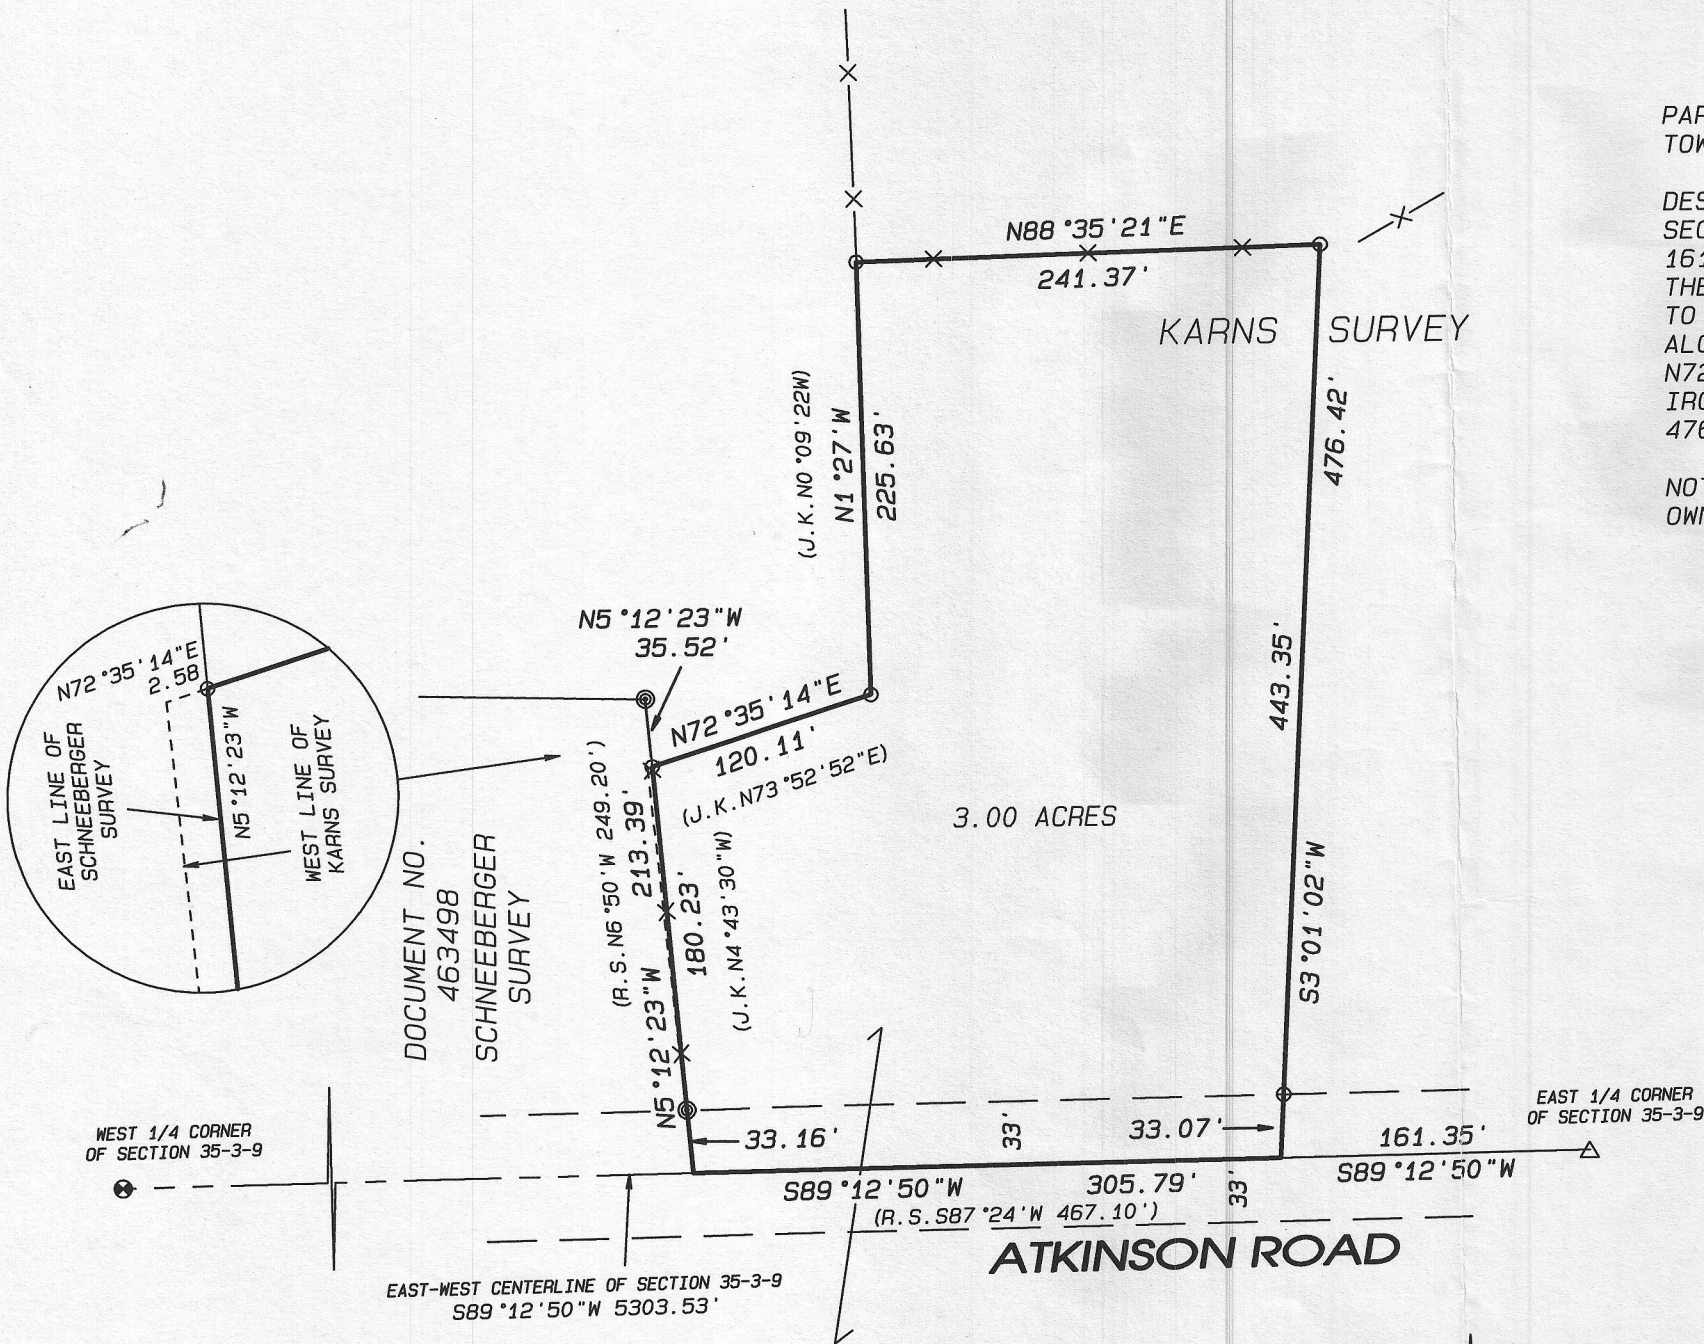 PAR
TOW
DES
SEC
161
THE
TO
ALO
N72
IRO
476
NOT
OWN
N88°35'21"E
241.37'
KARNS SURVEY
(J.K.N0°09'22W)
N1°27'W
225.63'
476.42'
443.35'
S3°01'02"W
N5°12'23"W
35.52'
N72°35'14"E
120.11'
(J.K.N73°52'52"E)
3.00 ACRES
N72°35'14"E
2.58
EAST LINE OF
SCHNEEBERGER
SURVEY
N5°12'23"W
WEST LINE OF
KARNS SURVEY
DOCUMENT NO.
463498
SCHNEEBERGER
SURVEY
(R.S.N6°50'W 249.20')
N5°12'23"W 213.39'
180.23'
(J.K.N4°43'30"W)
WEST 1/4 CORNER
OF SECTION 35-3-9
33.16'
33'
33.07'
161.35'
S89°12'50"W
EAST 1/4 CORNER
OF SECTION 35-3-9
S89°12'50"W 305.79'
33'
(R.S.S87°24'W 467.10')
ATKINSON ROAD
EAST-WEST CENTERLINE OF SECTION 35-3-9
S89°12'50"W 5303.53'